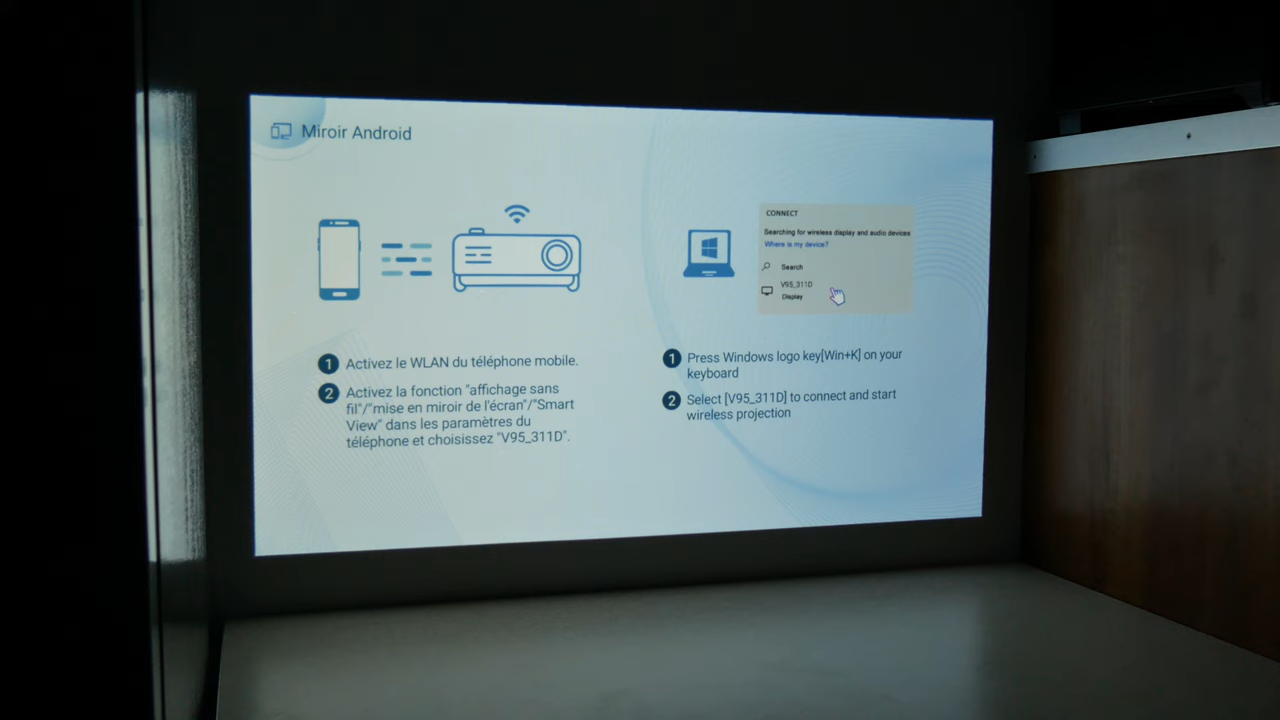 Miroir Android
CONNECT
Searching for wireless display and audio devices
Where is my device?
Search
V95_311D
Display
1 Activez le WLAN du téléphone mobile.
2 Activez la fonction "affichage sans
fil"/"mise en miroir de l'écran"/"Smart
View" dans les paramètres du
téléphone et choisissez "V95_311D".
1 Press Windows logo key[Win+K] on your
keyboard
2 Select [V95_311D] to connect and start
wireless projection